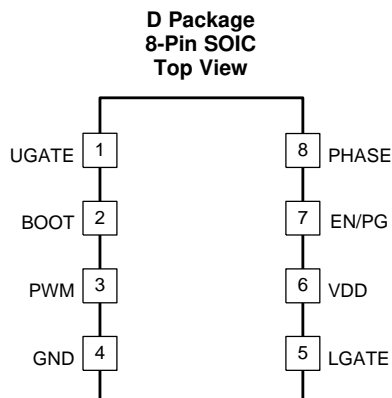 D Package
8-Pin SOIC
Top View
UGATE 1 8 PHASE
BOOT 2 7 EN/PG
PWM 3 6 VDD
GND 4 5 LGATE